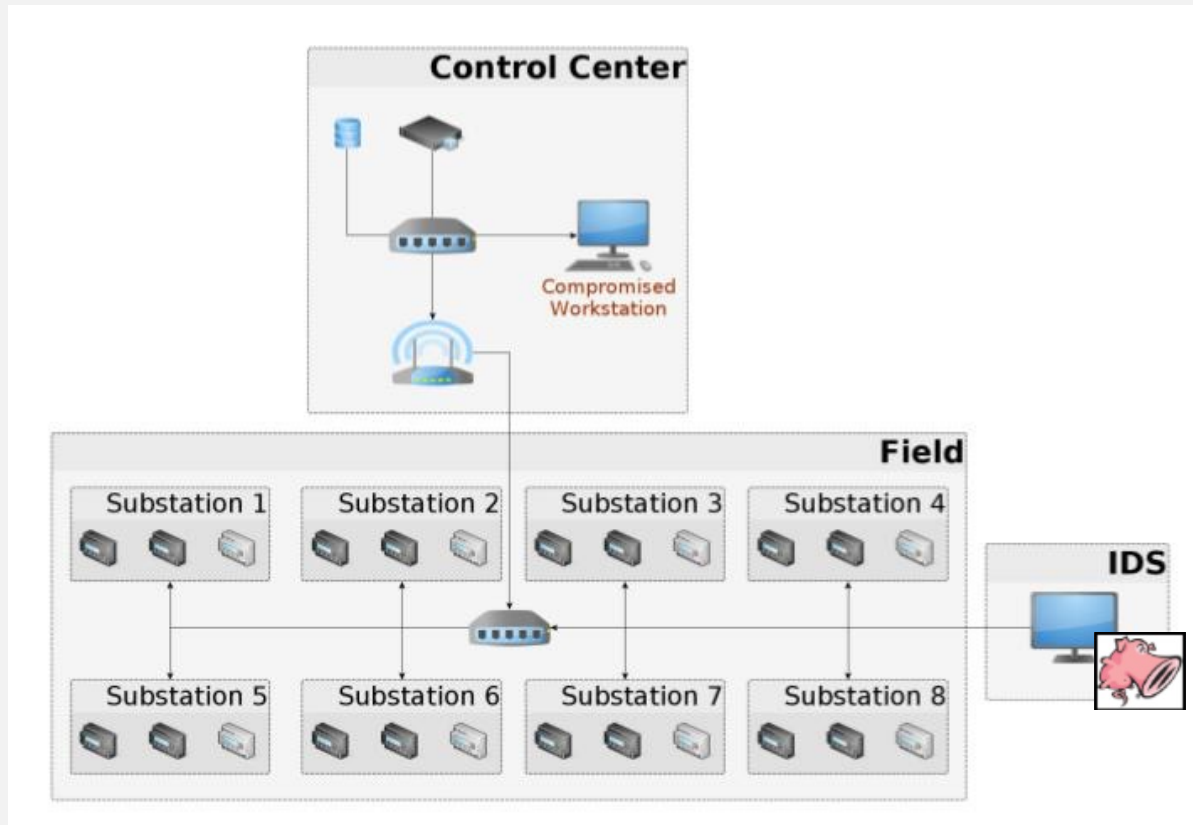 Control Center
Compromised
Workstation
Field
Substation 1
Substation 2
Substation 3
Substation 4
IDS
Substation 5
Substation 6
Substation 7
Substation 8